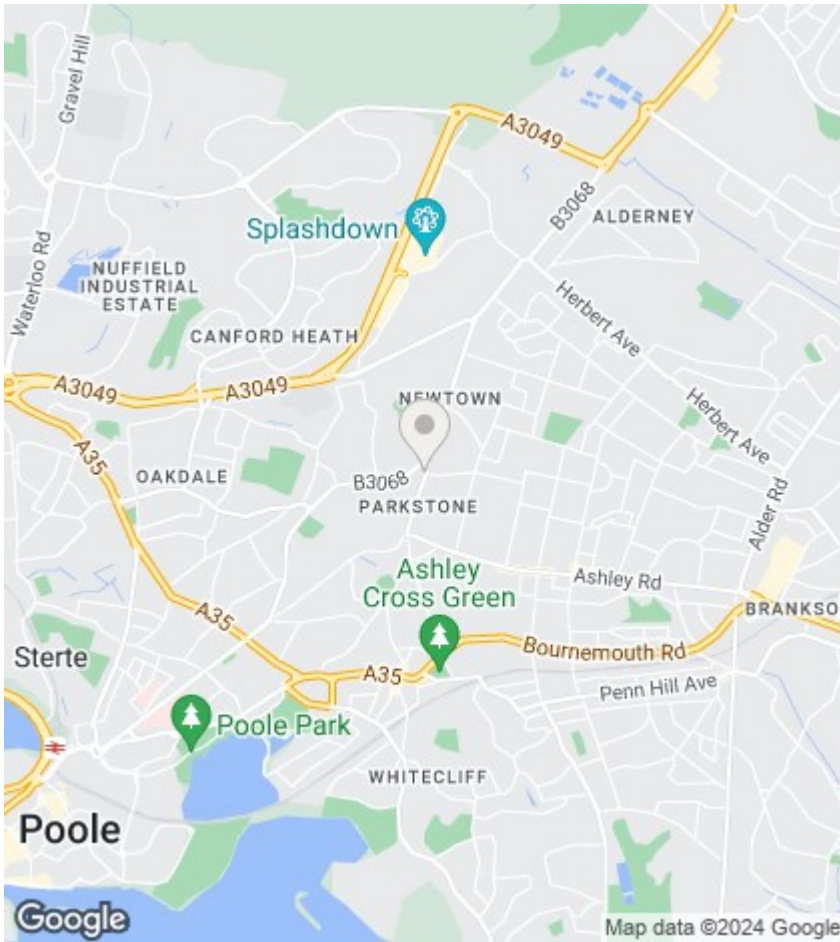 Gravel Hill
A3049
B3068
ALDERNEY
Splashdown
Waterloo Rd
NUFFIELD
INDUSTRIAL
ESTATE
Herbert Ave
CANFORD HEATH
A3049
A3049
NEWTOWN
Herbert Ave
A35
OAKDALE
B3068
PARKSTONE
Alder Rd
Ashley
Cross Green
Ashley Rd
BRANKSO
A35
Sterte
A35
Bournemouth Rd
Penn Hill Ave
Poole Park
WHITECLIFF
Poole
Google
Map data ©2024 Google